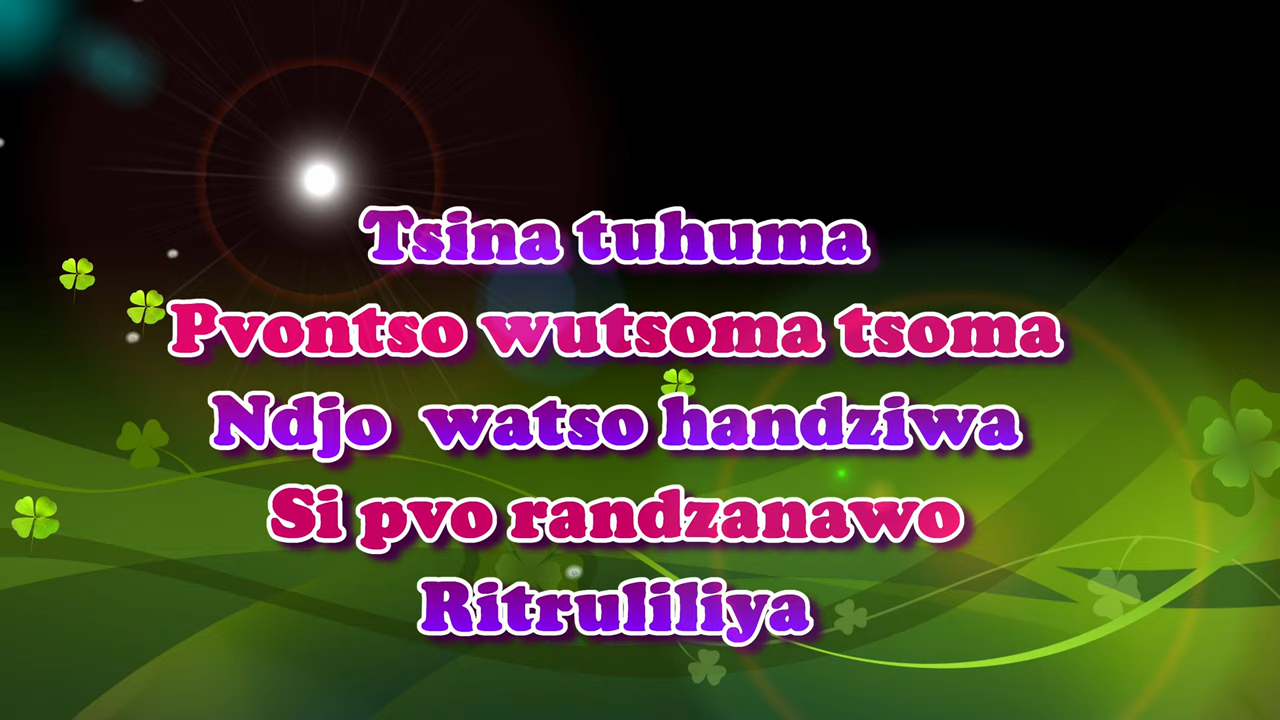 Tsina tuhuma
Pvontso wutsoma tsoma
Ndjo watso handziwa
Si pvo randzanawo
Ritruliliya